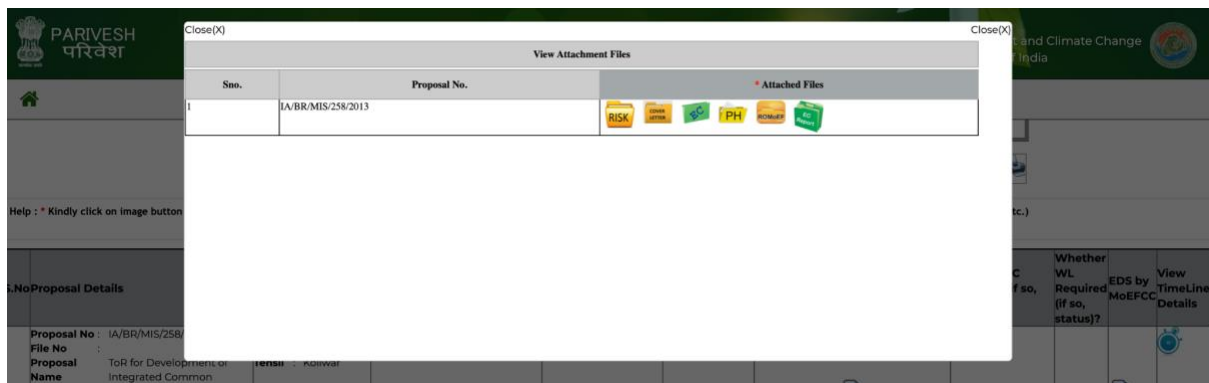 PARIVESH
परिवेश
Close(X)
Close(X)
View Attachment Files
Sno.
Proposal No.
* Attached Files
1
IA/BR/MIS/258/2013
RISK
COVER LETTER
EC
PH
ROMoEF
EC Report
t and Climate Change
f India
Help : * Kindly click on image button
tc.)
S.No
Proposal Details
C
f so,
Whether
WL
Required
(if so,
status)?
EDS by
MoEFCC
View
TimeLine
Details
Proposal No : IA/BR/MIS/258/
File No :
Proposal
Name
ToR for Development of
Integrated Common
Tehsil : Koilwar